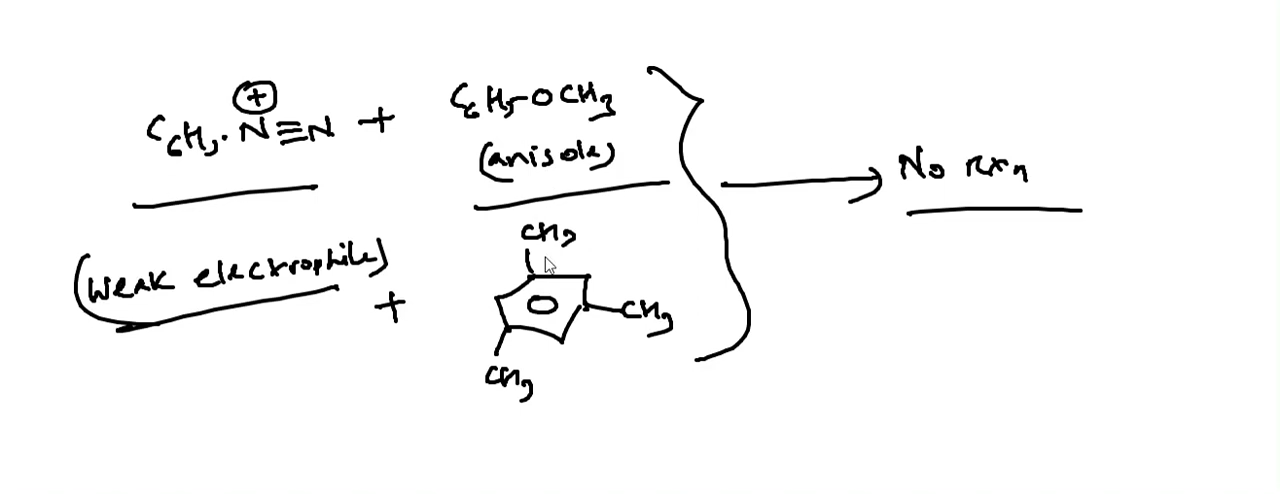 C6H5-N≡N + C6H5-OCH3
⊕
(anisole)
No rxn
(weak electrophile)
+
CH3
CH3
CH3